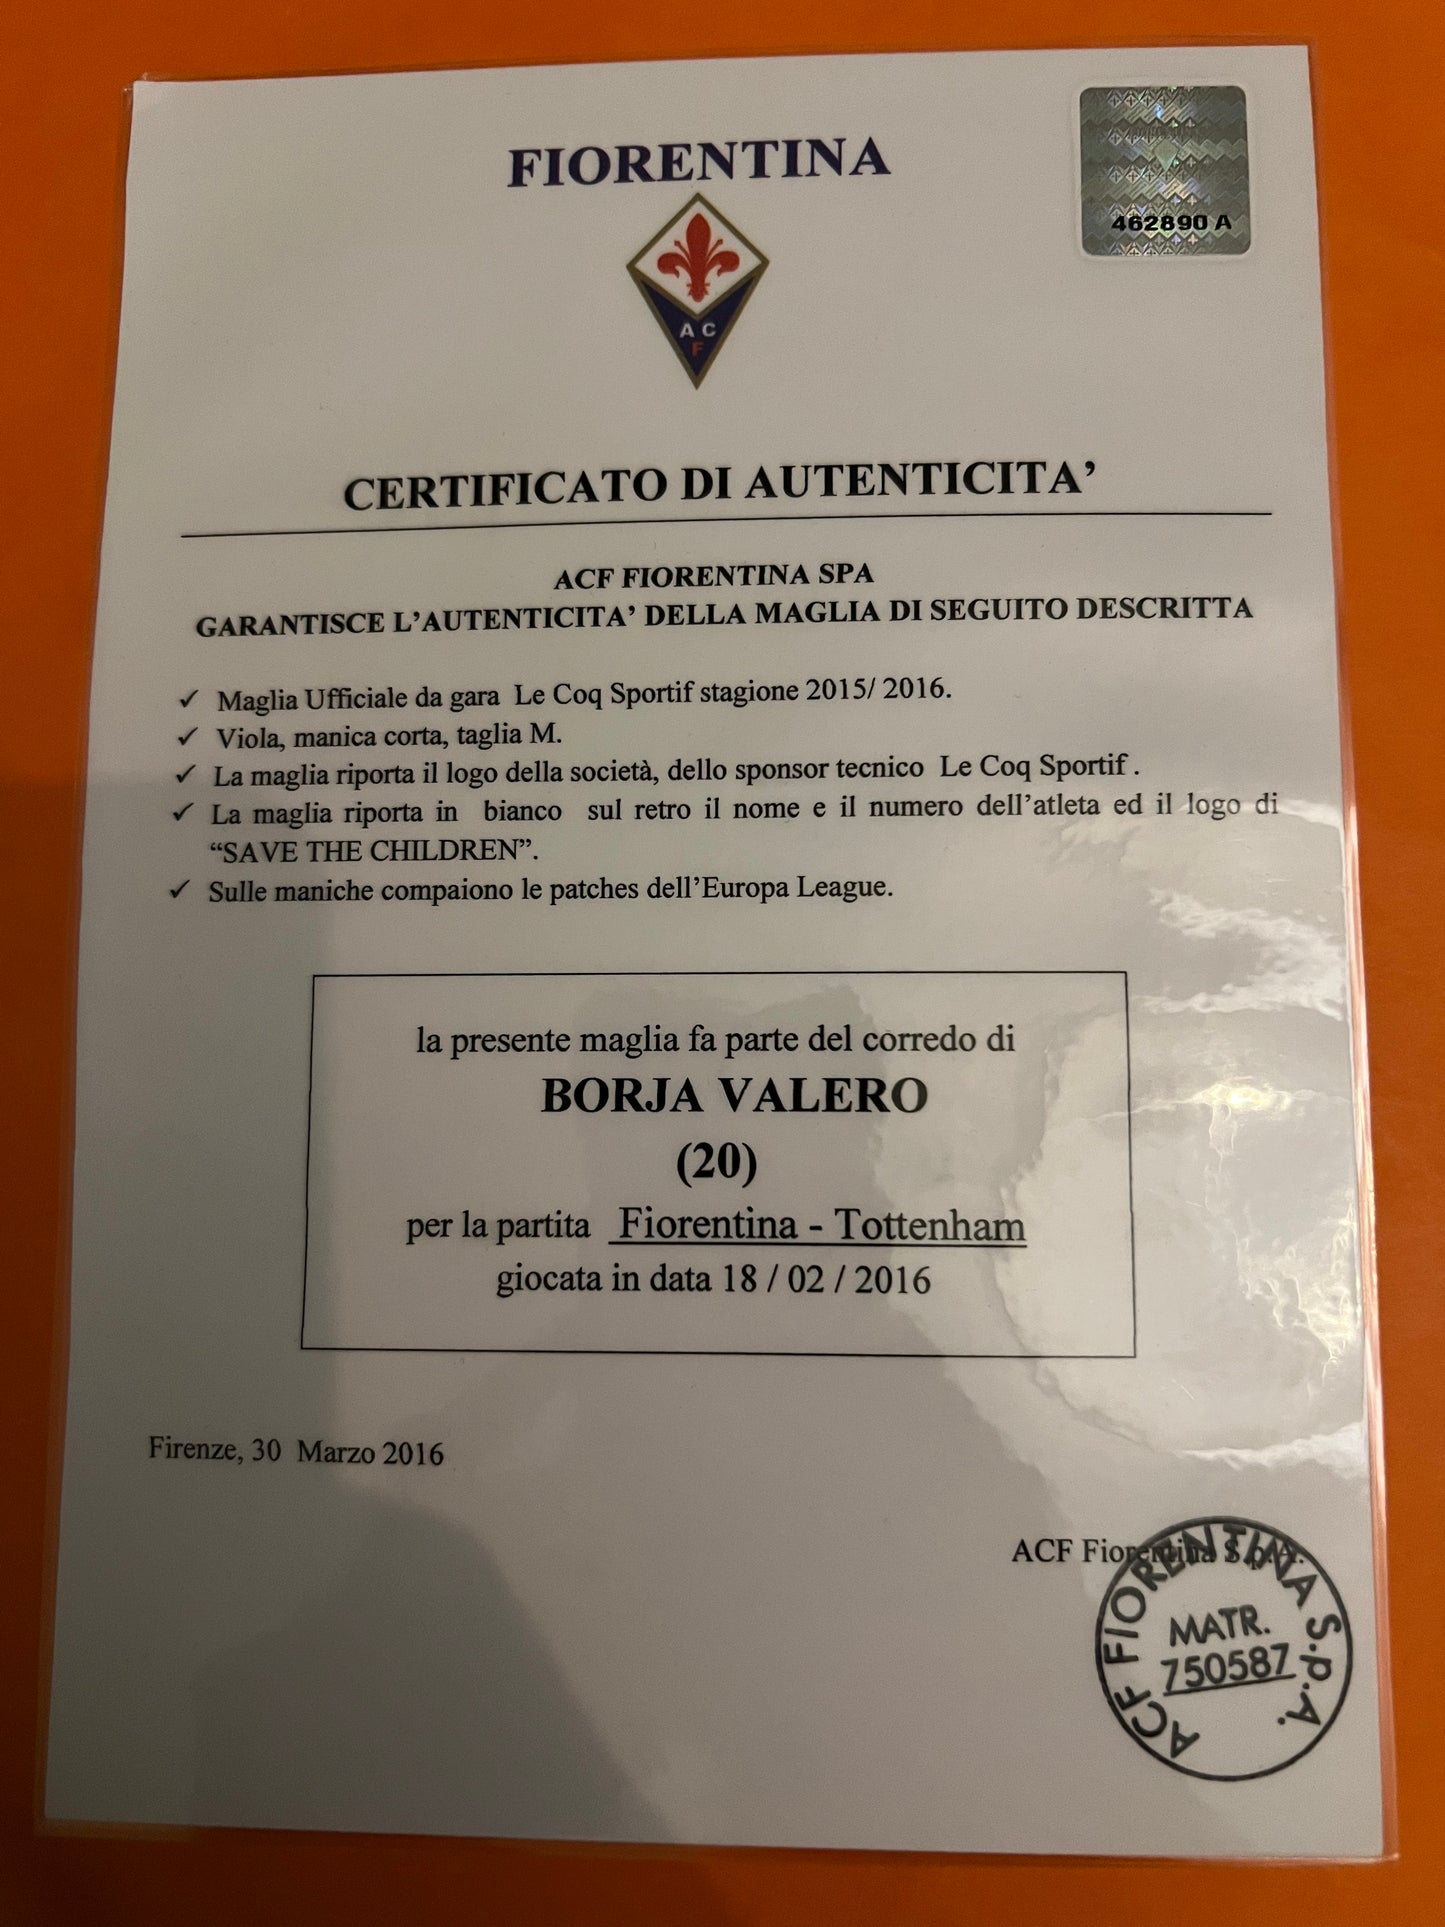 FIORENTINA
462890 A
A C
F
CERTIFICATO DI AUTENTICITA’
ACF FIORENTINA SPA
GARANTISCE L’AUTENTICITA’ DELLA MAGLIA DI SEGUITO DESCRITTA
✓ Maglia Ufficiale da gara Le Coq Sportif stagione 2015/ 2016.
✓ Viola, manica corta, taglia M.
✓ La maglia riporta il logo della società, dello sponsor tecnico Le Coq Sportif .
✓ La maglia riporta in bianco sul retro il nome e il numero dell’atleta ed il logo di
“SAVE THE CHILDREN”.
✓ Sulle maniche compaiono le patches dell’Europa League.
la presente maglia fa parte del corredo di
BORJA VALERO
(20)
per la partita Fiorentina - Tottenham
giocata in data 18 / 02 / 2016
Firenze, 30 Marzo 2016
ACF Fiorentina S.p.A.
ACF FIORENTINA S.p.A.
MATR.
750587